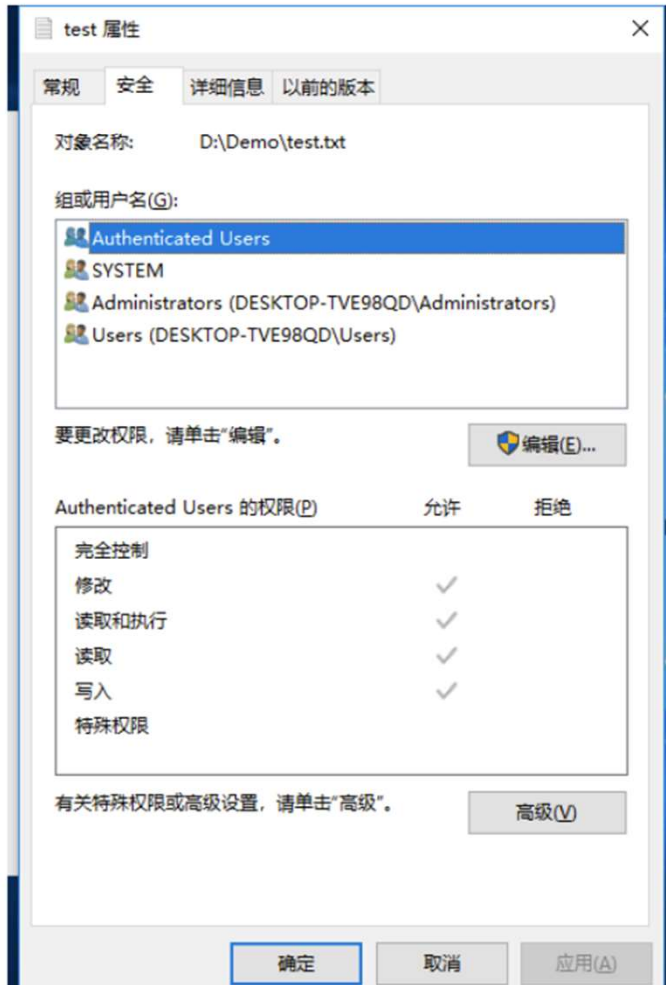 test 属性
常规 安全 详细信息 以前的版本
对象名称: D:\Demo\test.txt
组或用户名(G):
Authenticated Users
SYSTEM
Administrators (DESKTOP-TVE98QD\Administrators)
Users (DESKTOP-TVE98QD\Users)
要更改权限，请单击"编辑"。
编辑(E)...
Authenticated Users 的权限(P) 允许 拒绝
完全控制
修改
读取和执行
读取
写入
特殊权限
有关特殊权限或高级设置，请单击"高级"。
高级(V)
确定 取消 应用(A)